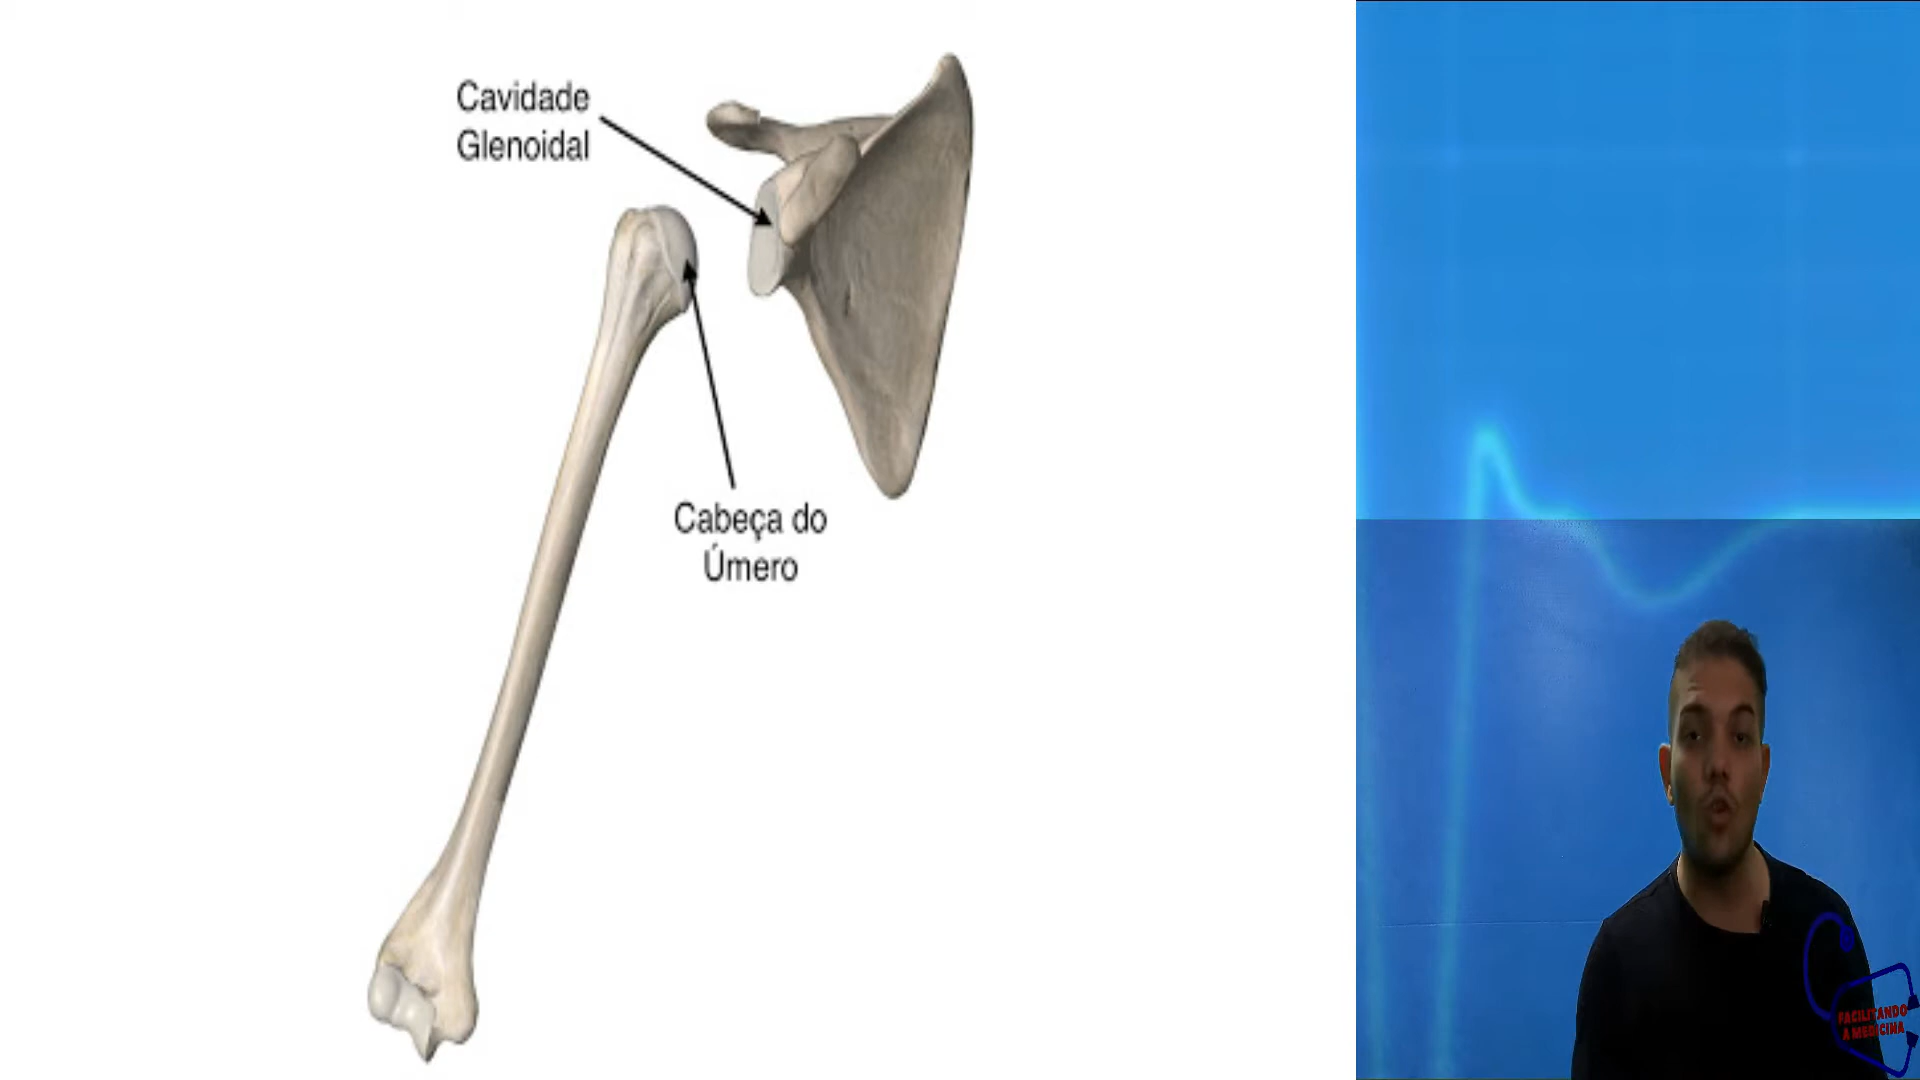 Cavidade
Glenoidal
Cabeça do
Úmero
FACILITANDO
A MEDICINA